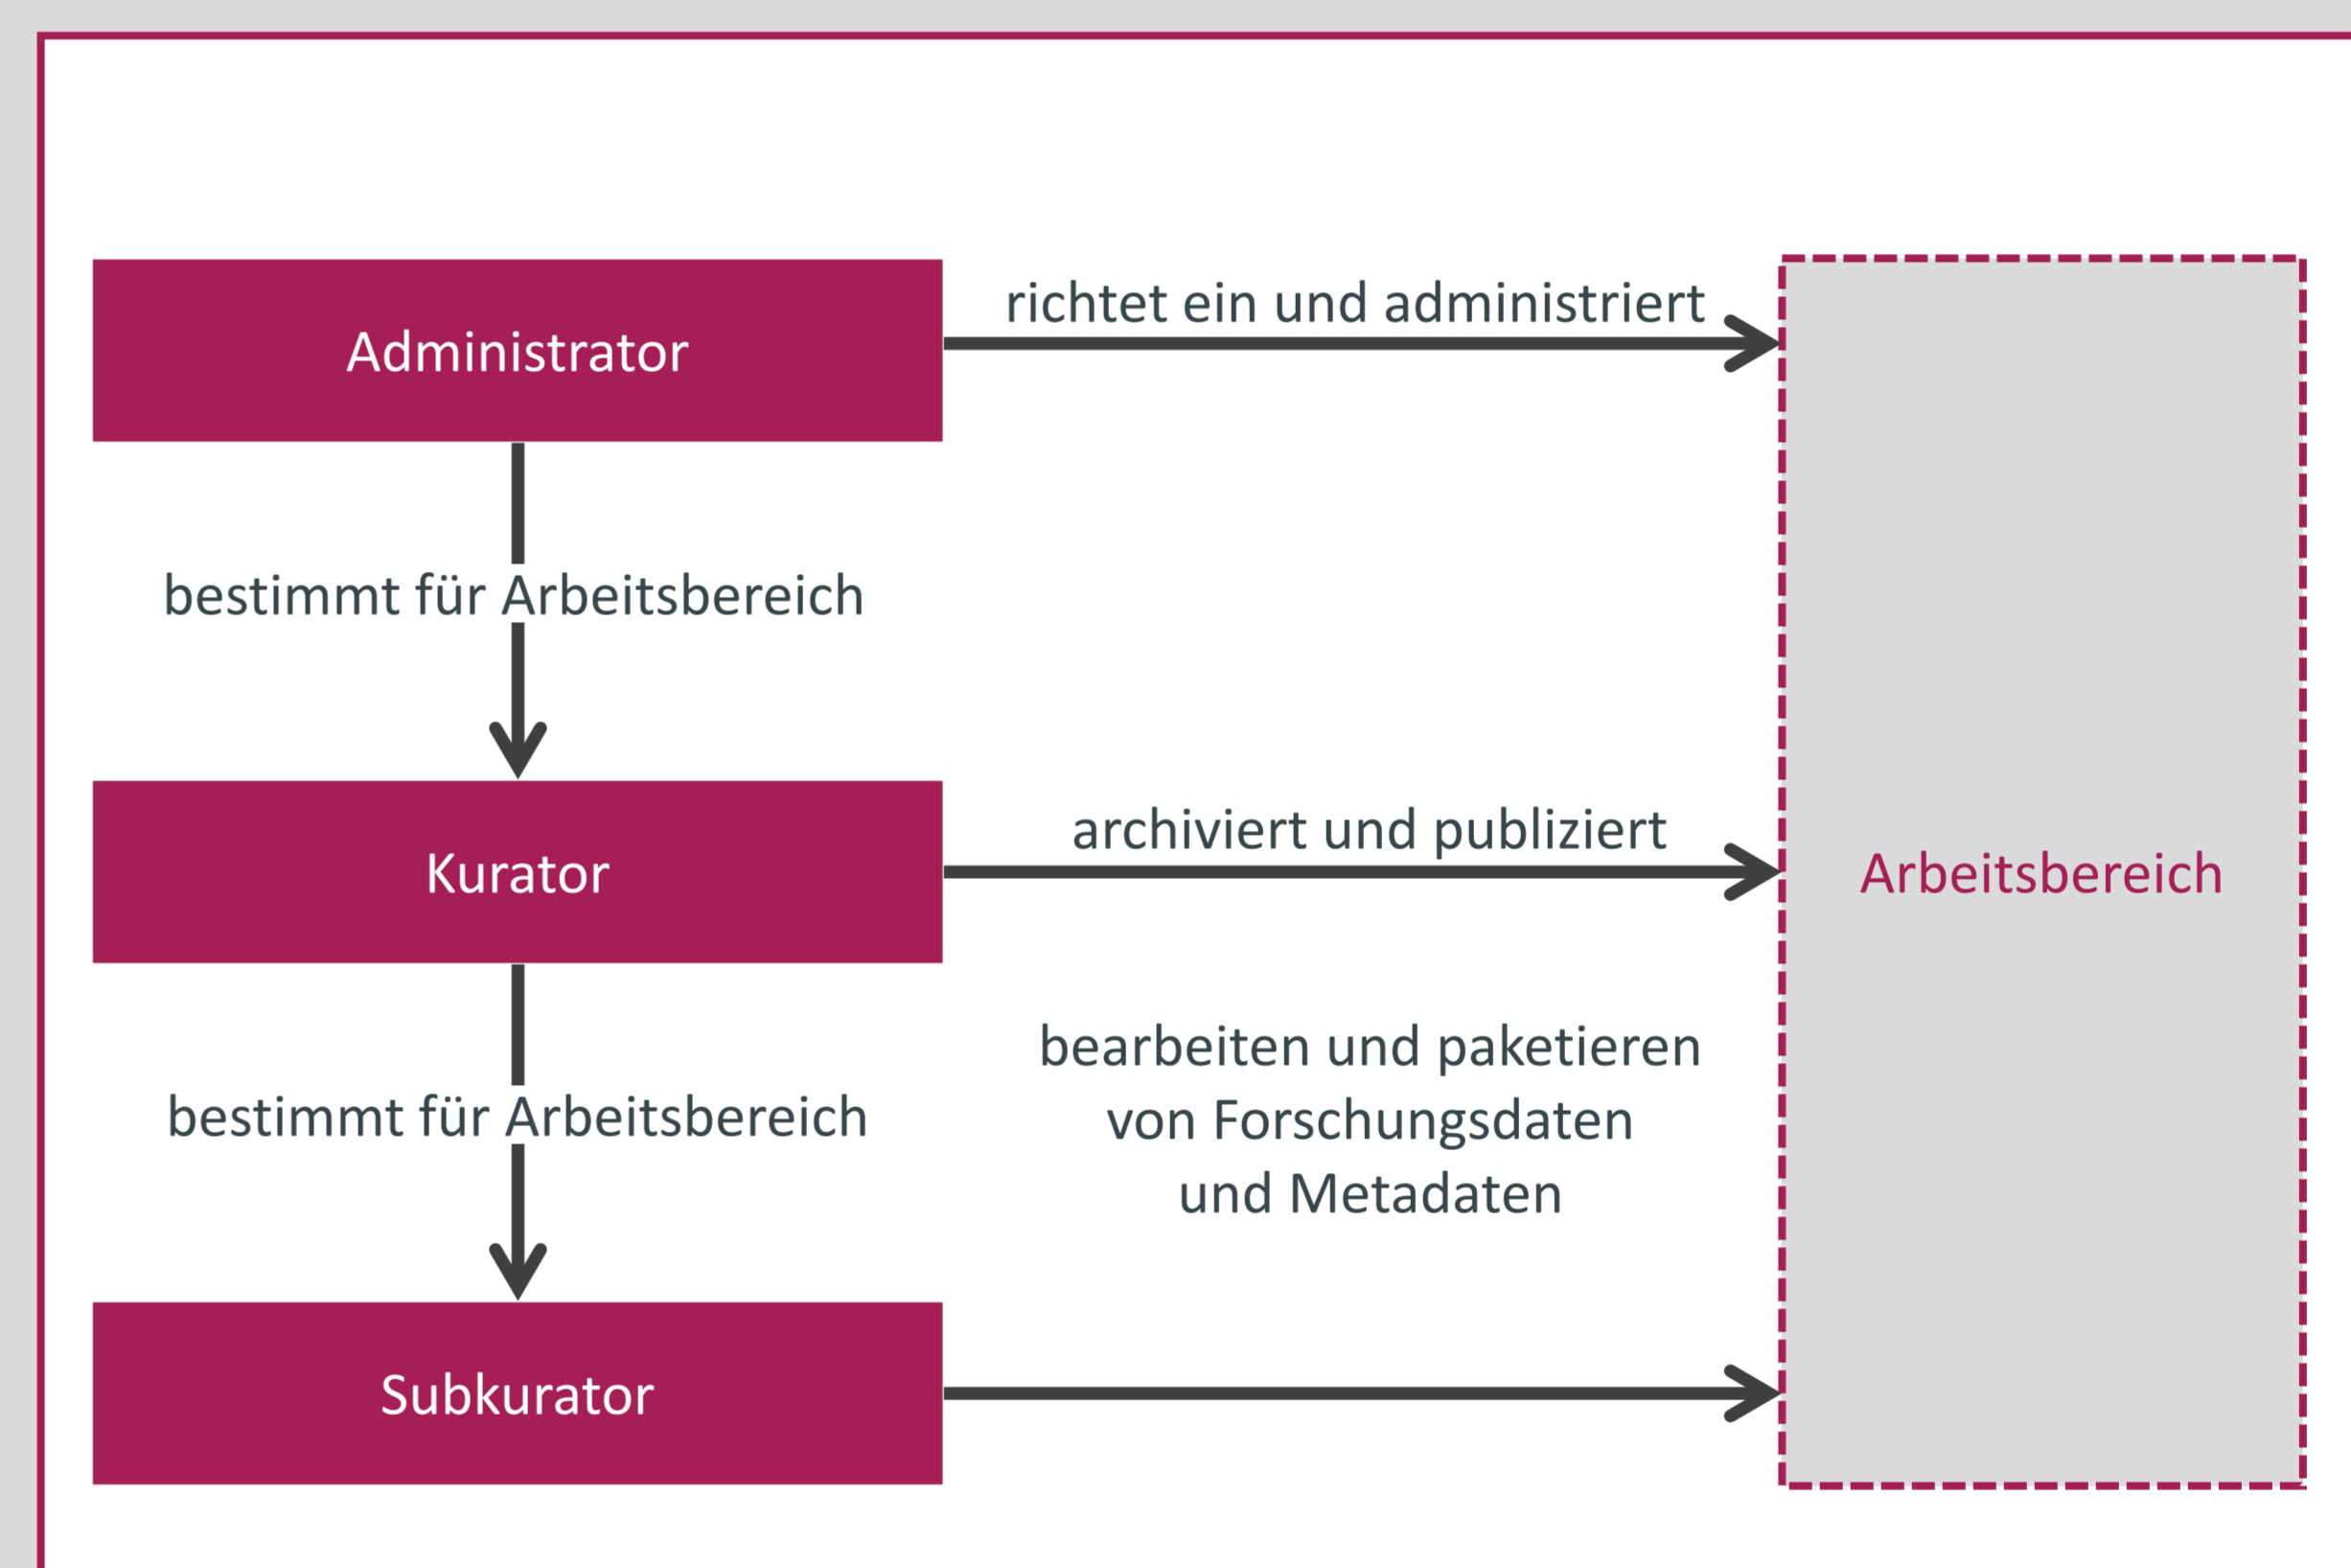 richtet ein und administriert
Administrator
bestimmt für Arbeitsbereich
archiviert und publiziert
Kurator
Arbeitsbereich
bearbeiten und paketieren
von Forschungsdaten
und Metadaten
bestimmt für Arbeitsbereich
Subkurator